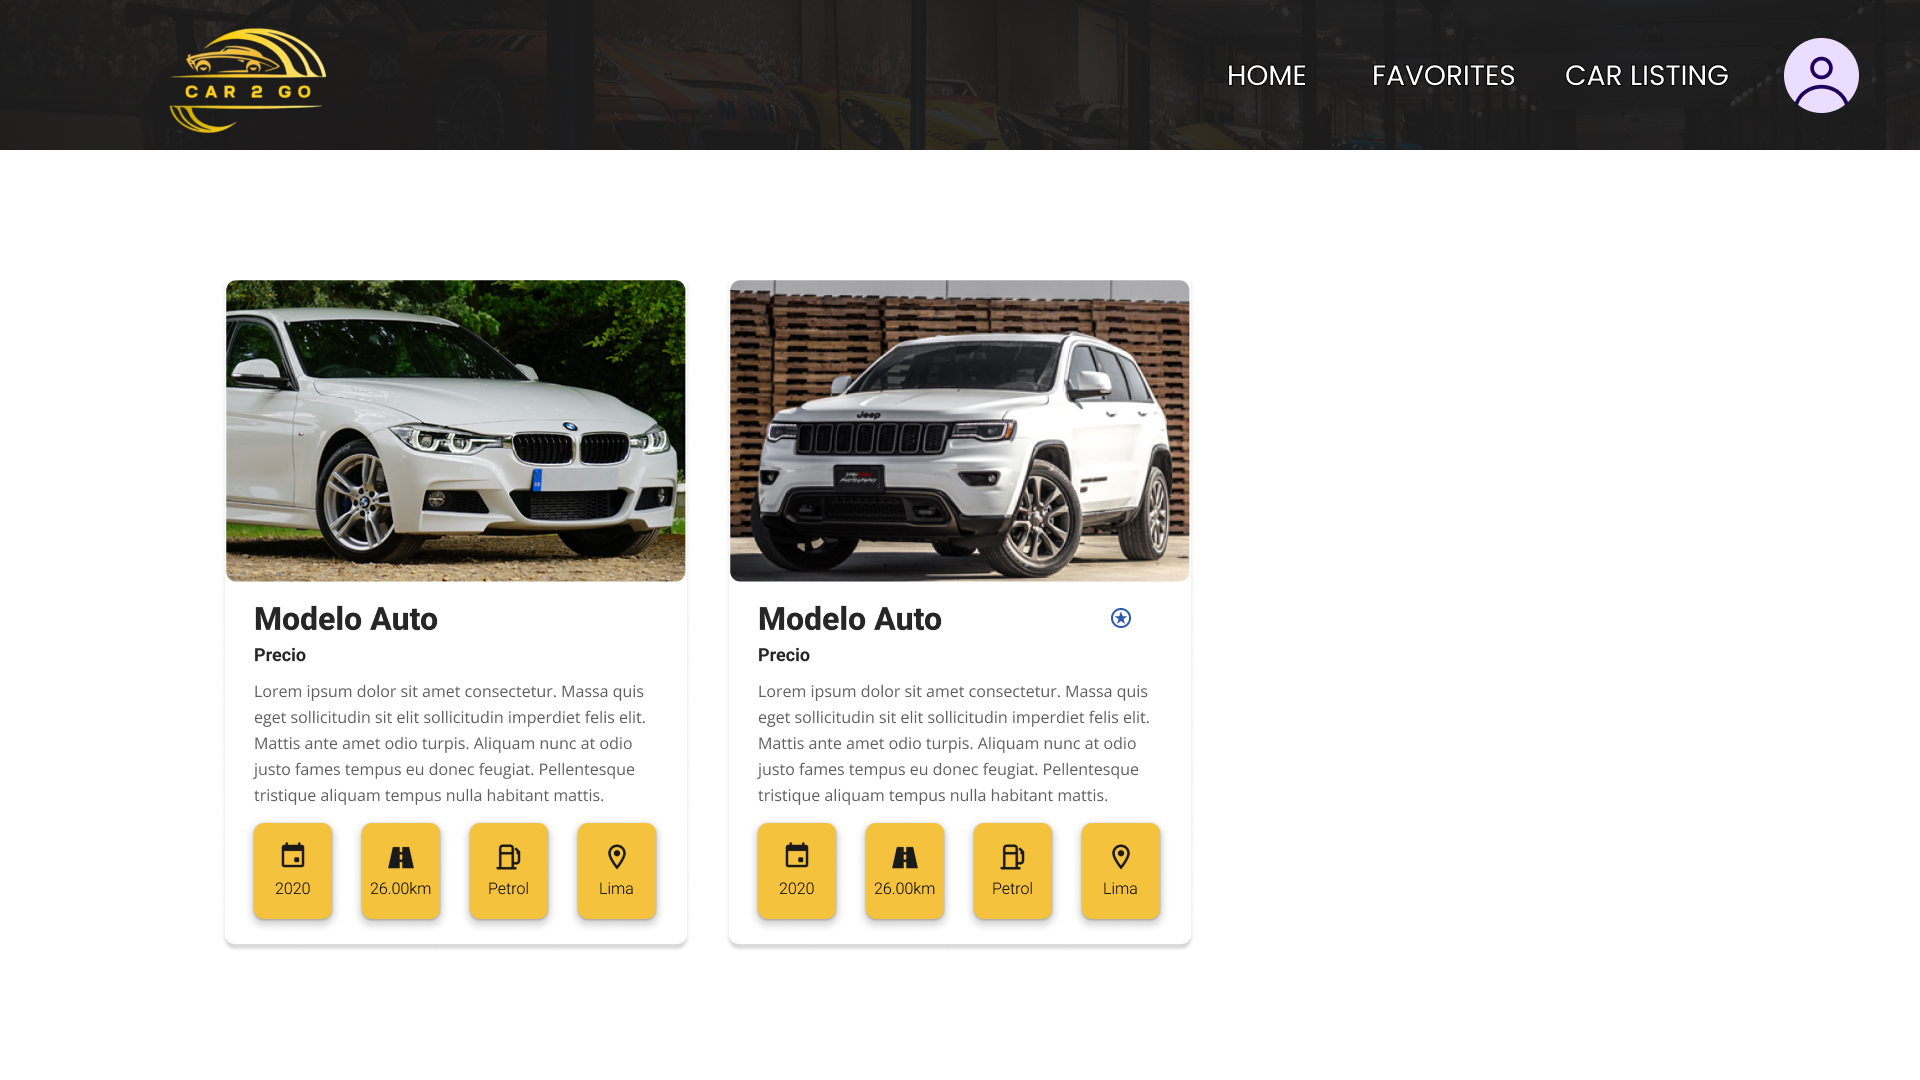 CAR 2 GO
HOME
FAVORITES
CAR LISTING
Jeep
Modelo Auto
Precio
Lorem ipsum dolor sit amet consectetur. Massa quis
eget sollicitudin sit elit sollicitudin imperdiet felis elit.
Mattis ante amet odio turpis. Aliquam nunc at odio
justo fames tempus eu donec feugiat. Pellentesque
tristique aliquam tempus nulla habitant mattis.
2020
26.00km
Petrol
Lima
Modelo Auto
Precio
Lorem ipsum dolor sit amet consectetur. Massa quis
eget sollicitudin sit elit sollicitudin imperdiet felis elit.
Mattis ante amet odio turpis. Aliquam nunc at odio
justo fames tempus eu donec feugiat. Pellentesque
tristique aliquam tempus nulla habitant mattis.
2020
26.00km
Petrol
Lima